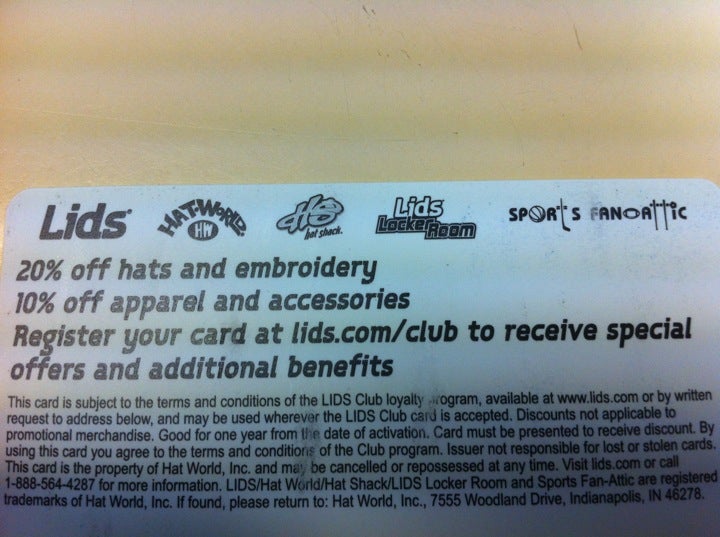 Lids HAT WORLD HW HS hat shack. Lids Locker Room SPORTS FAN-ATTIC
20% off hats and embroidery
10% off apparel and accessories
Register your card at lids.com/club to receive special
offers and additional benefits
This card is subject to the terms and conditions of the LIDS Club loyalty program, available at www.lids.com or by written
request to address below, and may be used wherever the LIDS Club card is accepted. Discounts not applicable to
promotional merchandise. Good for one year from the date of activation. Card must be presented to receive discount. By
using this card you agree to the terms and conditions of the Club program. Issuer not responsible for lost or stolen cards.
This card is the property of Hat World, Inc. and may be cancelled or repossessed at any time. Visit lids.com or call
1-888-564-4287 for more information. LIDS/Hat World/Hat Shack/LIDS Locker Room and Sports Fan-Attic are registered
trademarks of Hat World, Inc. If found, please return to: Hat World, Inc., 7555 Woodland Drive, Indianapolis, IN 46278.